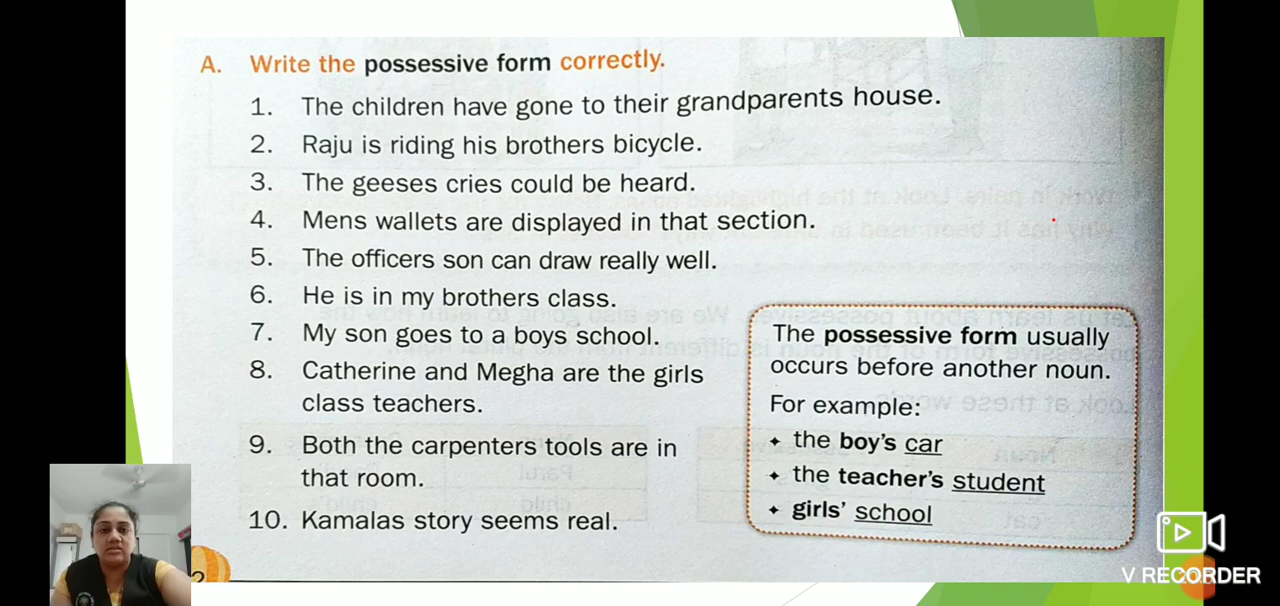 A. Write the possessive form correctly.
1. The children have gone to their grandparents house.
2. Raju is riding his brothers bicycle.
3. The geeses cries could be heard.
4. Mens wallets are displayed in that section.
5. The officers son can draw really well.
6. He is in my brothers class.
7. My son goes to a boys school.
8. Catherine and Megha are the girls
class teachers.
9. Both the carpenters tools are in
that room.
10. Kamalas story seems real.
The possessive form usually
occurs before another noun.
For example:
✦ the boy's car
✦ the teacher's student
✦ girls' school
2
V RECORDER